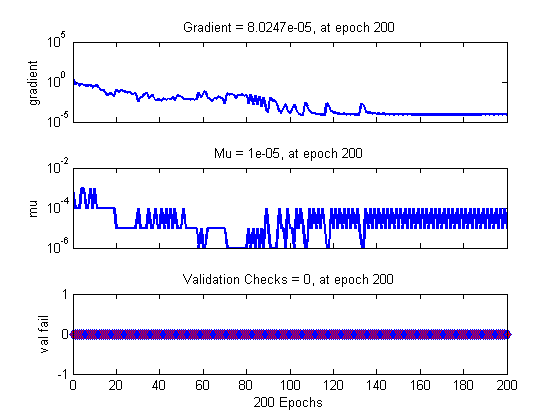 Gradient = 8.0247e-05, at epoch 200
10^5
10^0
10^-5
gradient
Mu = 1e-05, at epoch 200
10^-2
10^-4
10^-6
mu
Validation Checks = 0, at epoch 200
1
0
-1
val fail
0 20 40 60 80 100 120 140 160 180 200
200 Epochs